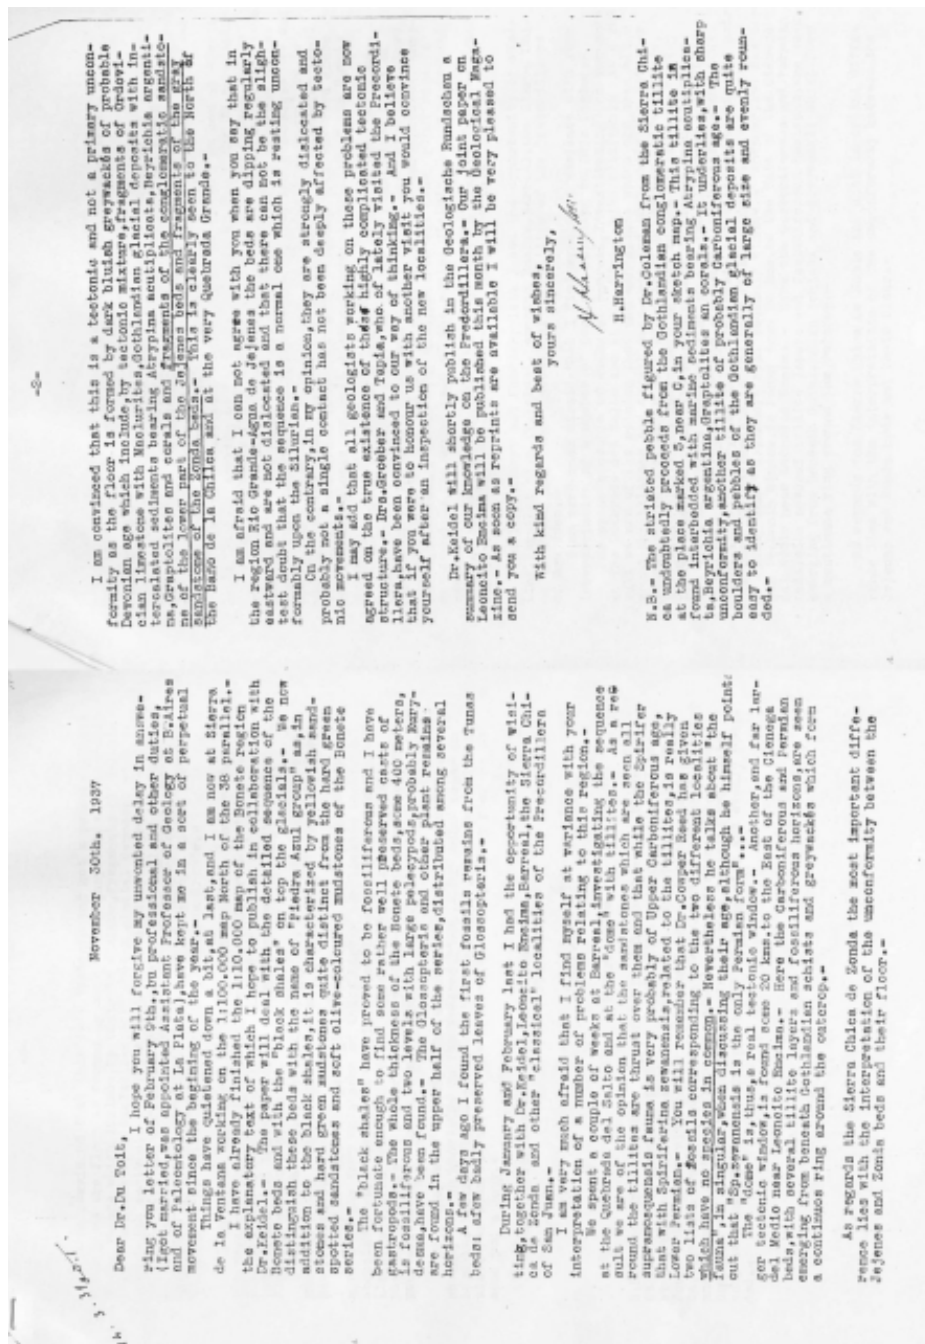 November 30th. 1937
Dear Dr.Du Toit,
I hope you will forgive my unwonted delay in answe-
ring you letter of February 9th.,bu professional and other duties,
(Igot married,was appointed Assistant Professor of Geology at B.Aires
and of Paleontology at La Plata),have kept me in a sort of perpetual
movement since the begining of the year.-
Things have quietened down a bit,at last,and I am now at Sierra
de la Ventana working on the 1:100.000 map North of the 38 parallel.-
I have already finished the 1:10.000 map of the Bonete region
the explanatory text of which I hope to publish in collaboration with
Dr.Keidel.- The paper will deal with the detailed sequence of the
Bonete beds and with the "black shales" on top the glacials.- We now
distinguish these beds with the name of "Piedra Azul group" as,in
addition to the black shales,it is characterized by yellowish sand-
stones and hard green mudstones quite distinct from the hard green
spotted sandstones and soft olive-coloured mudstones of the Bonete
series.-
The "black shales" have proved to be fossiliferous and I have
been fortunate enough to find some rather well preserved casts of
gastropods.- The whole thickness of the Bonete beds,some 400 meters,
is fossiliferous and two levels with large pelecypods,probably Eury-
desma,have been found.- The Glossopteris and other plant remains
are found in the upper half of the series,distributed among several
horizons.-
A few days ago I found the first fossils remains from the Tunas
beds: afew badly preserved leaves of Glossopteris.-
During January and February last I had the opportunity of visi-
ting,together with Dr.Keidel,Leoncito Encima,Barreal,the Sierra Chi-
ca de Zonda and other "classical" localities of the Precordillera
of San Juan.-
I am very much afraid that I find myself at variance with your
interpretation of a number of problems relating to this region.-
We spent a couple of weeks at Barreal,investigating the sequence
at the Quebrada del Salto and at the "dome" with tillites.- As a res
sult we are of the opinion that the sandstones which are seen all
round the tillites are thrust over them and that while the Spirifer
supramosquensis fauna is very probably of Upper Carboniferous age,
that with Spiriferina sewanensis,related to the tillites,is really
Lower Permian.- You will remember that Dr.Cowper Reed has given
two lists of fossils corresponding to the two different localities
which have no species in common.- Nevertheless he talks about "the
fauna",in singular,when discussing their age,although he himself points
out that "Sp.sewanensis is the only Permian form"...-
The "dome" is,thus,a real tectonic window.- Another,and far lar-
ger tectonic window,is found some 20 kms.to the East of the Cienega
del Medio near Leoncito Encima.- Here the Carboniferous and Permian
beds,with several tillite layers and fossiliferous horizons,are seen
emerging from beneath Gothlandian schists and greywackés which form
a continuos ring around the outcrop.-
As regards the Sierra Chica de Zonda the most important diffe-
rence lies with the interpretation of the unconformity between the
Jejenes and Zonda beds and their floor.-
-2-
I am convinced that this is a tectonic and not a primary uncon-
formity as the floor is formed by dark bluish greywackés of probable
Devonian age which include,by tectonic mixture,fragments of Ordovi-
cian limestone with Maclurites,Gothlandian glacial deposits with in-
tercalated sediments bearing Atrypina acutiplicata,Beyrichia argenti-
na,Graptolites and corals and fragments of the conglomeratic sandsto-
ne of the lower part of the Jejenes beds and fragments of the gray
sandstome of the Zonda beds.- This is clearly seen to the North of
the Baño de la Chilca and at the very Quebrada Grande.-
I am afraid that I can not agree with you when you say that in
the region Rio Grande-Agua de Jejenes the beds are dipping regularly
eastward and are not dislocated and that there can not be the sligh-
test doubt that the sequence is a normal one which is resting uncon-
formably upon the Silurian.-
On the contrary,in my opinion,they are strongly dislocated and
probably not a single contact has not been deeply affected by tecto-
nic movements.-
I may add that all geologists working on those problems are now
agreed on the true existence of these highly complicated tectonic
structure.- Drs.Groeber and Tapia,who of lately visited the Precordi-
llera,have been convinced to our way of thinking.- And I believe
that if you were to honour us with another visit you would convince
yourself after an inspection of the new localities.-
Dr.Keidel will shortly publish in the Geologische Rundschau a
summary of our knowledge on the Precordillera.- Our joint paper on
Leoncito Encima will be published this month by the Geological Maga-
zine.- As soon as reprints are available I will be very pleased to
send you a copy.-
With kind regards and best of wishes,
yours sincerely,
H.Harrington
N.B.- The striated pebble figured by Dr.Coleman from the Sierra Chi-
ca undoubtedly proceeds from the Gothlandian conglomeratic tillite
at the place marked S,near C,in your sketch map.- This tillite is
found interbedded with marine sediments bearing Atrypina acutiplica-
ta,Beyrichia argentina,Graptolites an corals.- It underlies,with sharp
unconformity,another tillite of probably Carboniferous age.- The
boulders and pebbles of the Gothlandian glacial deposits are quite
easy to identify as they are generally of large size and evenly roun-
ded.-